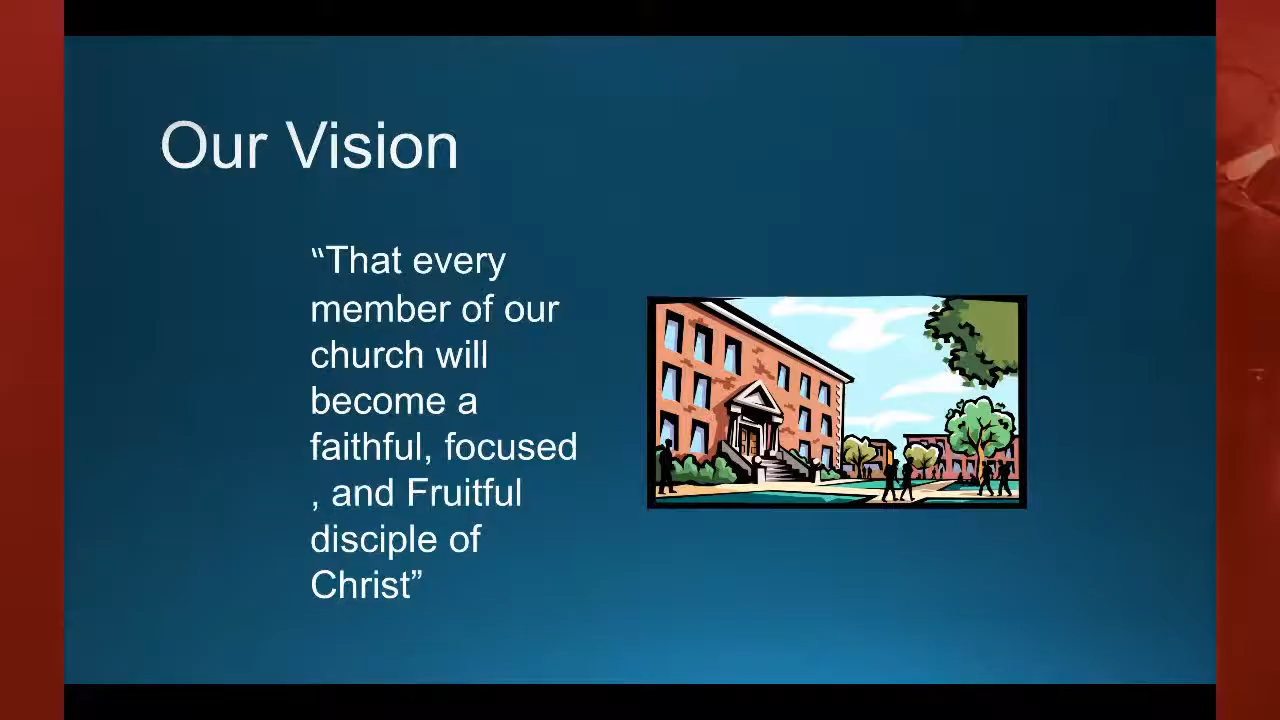 Our Vision
“That every
member of our
church will
become a
faithful, focused
, and Fruitful
disciple of
Christ”